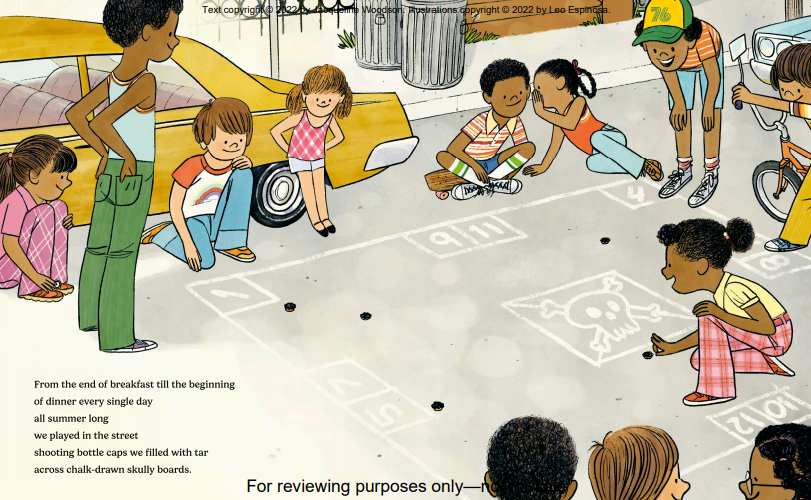 Text copyright © 2022 by Jacqueline Woodson. Illustrations copyright © 2022 by Leo Espinosa.
76
4
9 11
1
7 5
10 12
From the end of breakfast till the beginning
of dinner every single day
all summer long
we played in the street
shooting bottle caps we filled with tar
across chalk-drawn skully boards.
For reviewing purposes only—